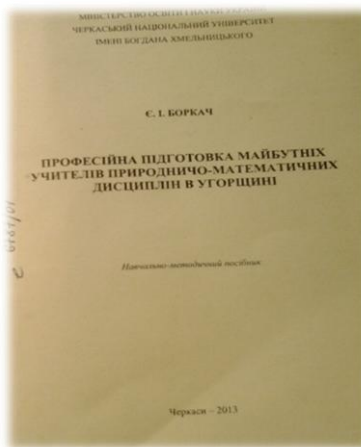 МІНІСТЕРСТВО ОСВІТИ І НАУКИ УКРАЇНИ
ЧЕРКАСЬКИЙ НАЦІОНАЛЬНИЙ УНІВЕРСИТЕТ
ІМЕНІ БОГДАНА ХМЕЛЬНИЦЬКОГО
Є. І. БОРКАЧ
ПРОФЕСІЙНА ПІДГОТОВКА МАЙБУТНІХ
УЧИТЕЛІВ ПРИРОДНИЧО-МАТЕМАТИЧНИХ
ДИСЦИПЛІН В УГОРЩИНІ
Навчально-методичний посібник
Черкаси – 2013